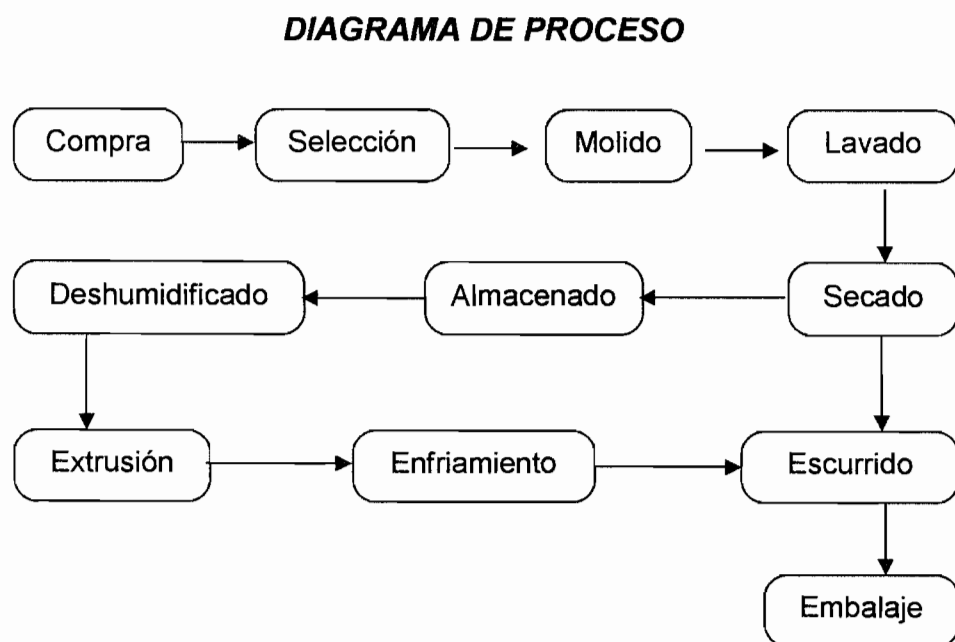 DIAGRAMA DE PROCESO
Compra
Selección
Molido
Lavado
Deshumidificado
Almacenado
Secado
Extrusión
Enfriamiento
Escurrido
Embalaje